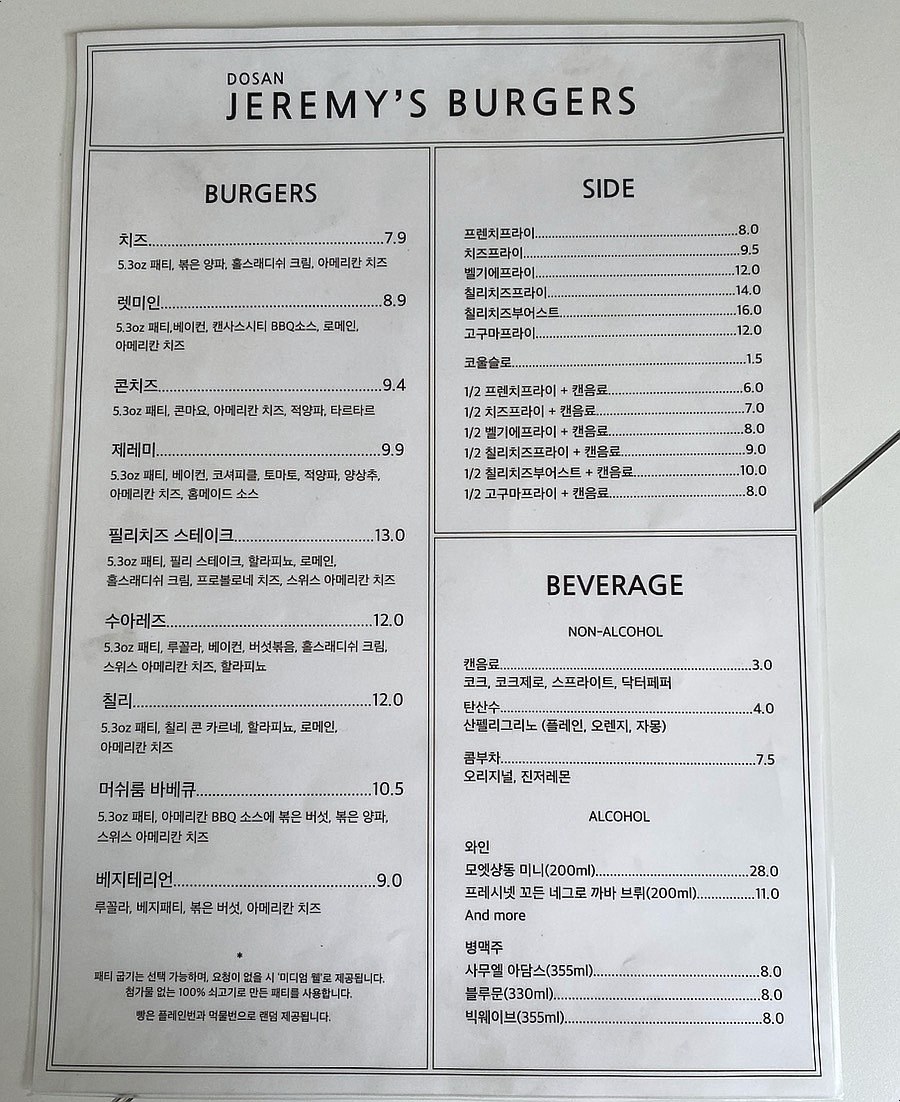 DOSAN
JEREMY'S BURGERS
BURGERS
치즈........7.9
5.3oz 패티, 볶은 양파, 홀스래디쉬 크림, 아메리칸 치즈
렛미인........8.9
5.3oz 패티,베이컨, 캔사스시티 BBQ소스, 로메인,
아메리칸 치즈
콘치즈........9.4
5.3oz 패티, 콘마요, 아메리칸 치즈, 적양파, 타르타르
제레미........9.9
5.3oz 패티, 베이컨, 코셔피클, 토마토, 적양파, 양상추,
아메리칸 치즈, 홈메이드 소스
필리치즈 스테이크........13.0
5.3oz 패티, 필리 스테이크, 할라피뇨, 로메인,
홀스래디쉬 크림, 프로볼로네 치즈, 스위스 아메리칸 치즈
수아레즈........12.0
5.3oz 패티, 루꼴라, 베이컨, 버섯볶음, 홀스래디쉬 크림,
스위스 아메리칸 치즈, 할라피뇨
칠리........12.0
5.3oz 패티, 칠리 콘 카르네, 할라피뇨, 로메인,
아메리칸 치즈
머쉬룸 바베큐........10.5
5.3oz 패티, 아메리칸 BBQ 소스에 볶은 버섯, 볶은 양파,
스위스 아메리칸 치즈
베지테리언........9.0
루꼴라, 베지패티, 볶은 버섯, 아메리칸 치즈
*
패티 굽기는 선택 가능하며, 요청이 없을 시 '미디엄 웰'로 제공됩니다.
첨가물 없는 100% 쇠고기로 만든 패티를 사용합니다.
빵은 플레인번과 먹물번으로 랜덤 제공됩니다.
SIDE
프렌치프라이........8.0
치즈프라이........9.5
벨기에프라이........12.0
칠리치즈프라이........14.0
칠리치즈부어스트........16.0
고구마프라이........12.0
코울슬로........1.5
1/2 프렌치프라이 + 캔음료........6.0
1/2 치즈프라이 + 캔음료........7.0
1/2 벨기에프라이 + 캔음료........8.0
1/2 칠리치즈프라이 + 캔음료........9.0
1/2 칠리치즈부어스트 + 캔음료........10.0
1/2 고구마프라이 + 캔음료........8.0
BEVERAGE
NON-ALCOHOL
캔음료........3.0
코크, 코크제로, 스프라이트, 닥터페퍼
탄산수........4.0
산펠리그리노 (플레인, 오렌지, 자몽)
콤부차........7.5
오리지널, 진저레몬
ALCOHOL
와인
모엣샹동 미니(200ml)........28.0
프레시넷 꼬든 네그로 까바 브뤼(200ml)........11.0
And more
병맥주
사무엘 아담스(355ml)........8.0
블루문(330ml)........8.0
빅웨이브(355ml)........8.0